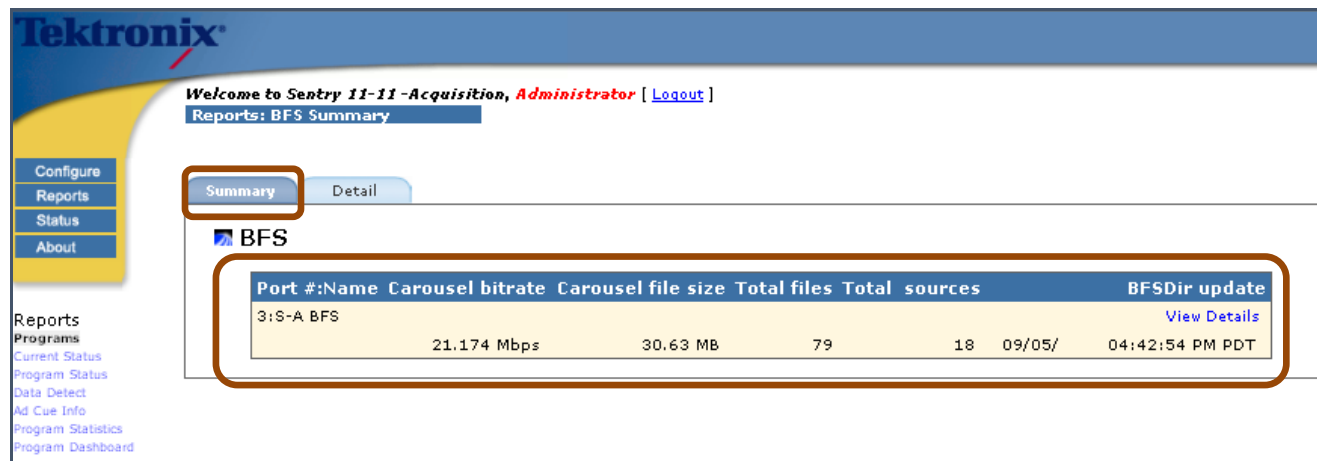 Tektronix
Welcome to Sentry 11-11 -Acquisition, Administrator [ Logout ]
Reports: BFS Summary
Configure
Reports
Status
About
Summary
Detail
BFS
Port #:Name Carousel bitrate Carousel file size Total files Total sources BFSDir update
3:S-A BFS View Details
21.174 Mbps 30.63 MB 79 18 09/05/ 04:42:54 PM PDT
Reports
Programs
Current Status
Program Status
Data Detect
Ad Cue Info
Program Statistics
Program Dashboard